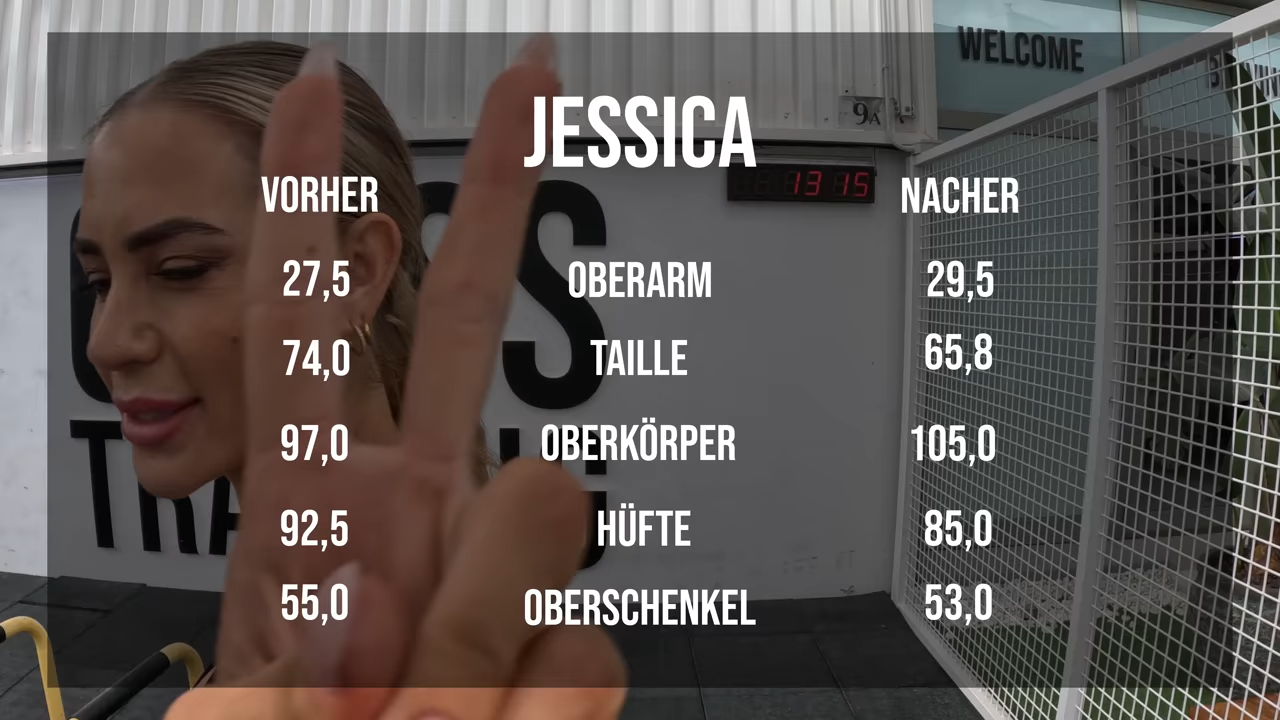 WELCOME
9A
JESSICA
13 15
VORHER NACHER
27,5 OBERARM 29,5
74,0 TAILLE 65,8
97,0 OBERKÖRPER 105,0
92,5 HÜFTE 85,0
55,0 OBERSCHENKEL 53,0